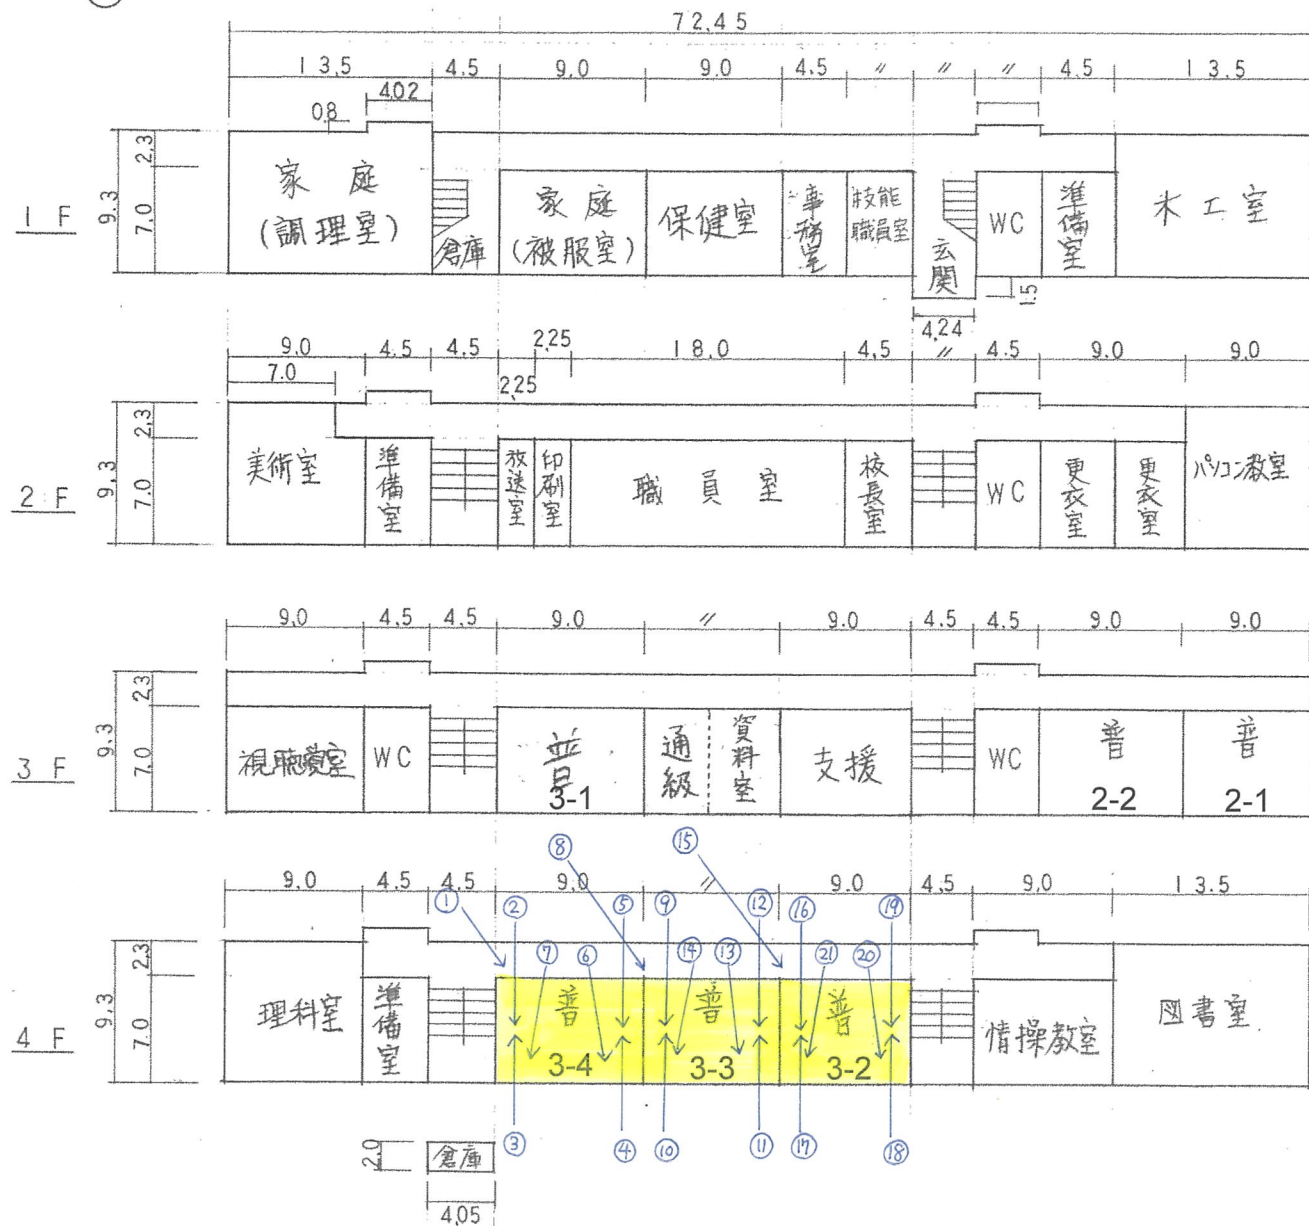 72.45
13.5 4.5 9.0 9.0 4.5 〃 〃 〃 4.5 13.5
4.02
0.8
1F 9.3 2.3 7.0
家庭(調理室) 倉庫 家庭(被服室) 保健室 事務室 技能職員室 玄関 WC 準備室 木工室
4.24 1.5
9.0 4.5 4.5 2.25 18.0 4.5 〃 4.5 9.0 9.0
7.0 2.25
2F 9.3 2.3 7.0
美術室 準備室 放送室 印刷室 職員室 校長室 WC 更衣室 更衣室 パソコン教室
9.0 4.5 4.5 9.0 〃 9.0 4.5 4.5 9.0 9.0
3F 9.3 2.3 7.0
視聴覚室 WC 普 3-1 通級 資料室 支援 WC 普 2-2 普 2-1
⑧ ⑮
9.0 4.5 4.5 9.0 〃 9.0 4.5 9.0 13.5
① ② ⑤ ⑨ ⑫ ⑯ ⑲
⑦ ⑥ ⑭ ⑬ ㉑ ⑳
4F 9.3 2.3 7.0
理科室 準備室 普 3-4 普 3-3 普 3-2 情操教室 図書室
③ ④ ⑩ ⑪ ⑰ ⑱
2.0 倉庫
4.05